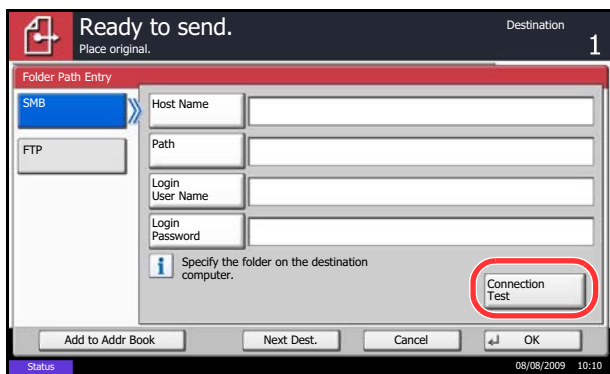 Ready to send.
Destination
Place original.
1
Folder Path Entry
SMB
Host Name
FTP
Path
Login
User Name
Login
Password
i
Specify the folder on the destination
computer.
Connection
Test
Add to Addr Book
Next Dest.
Cancel
OK
Status
08/08/2009 10:10